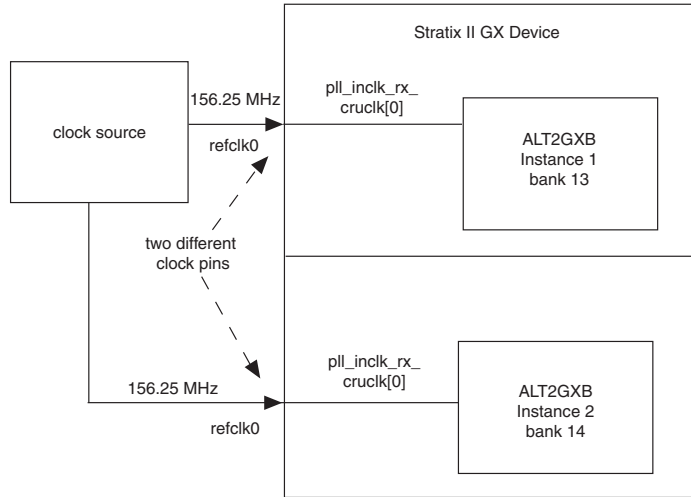 Stratix II GX Device
clock source
156.25 MHz
refclk0
pll_inclk_rx_
cruclk[0]
ALT2GXB
Instance 1
bank 13
two different
clock pins
156.25 MHz
refclk0
pll_inclk_rx_
cruclk[0]
ALT2GXB
Instance 2
bank 14